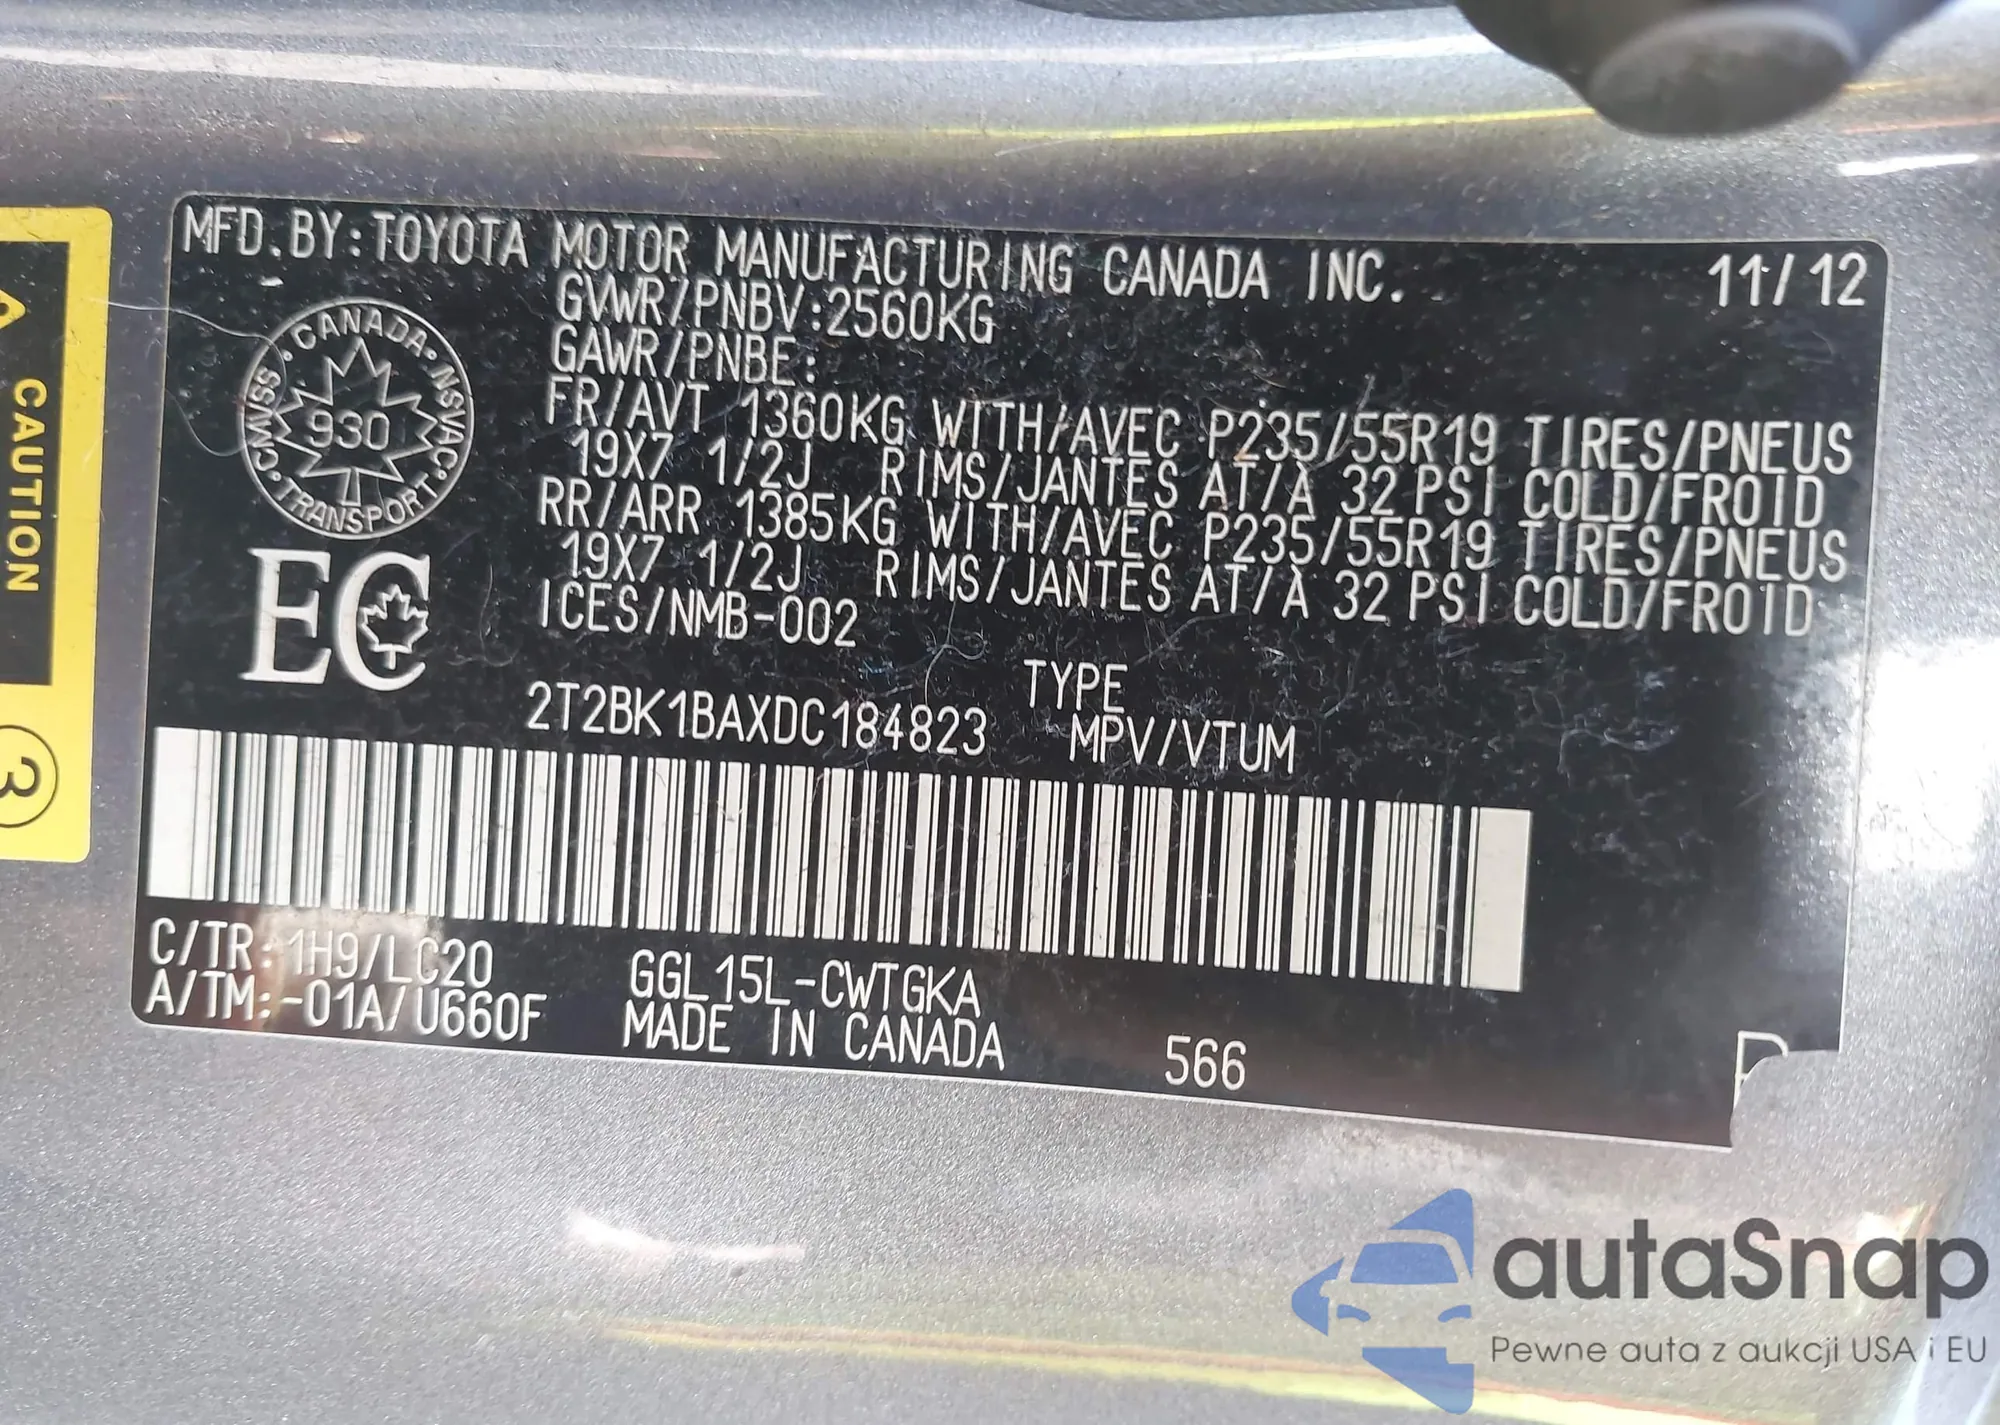 MFD.BY:TOYOTA MOTOR MANUFACTURING CANADA INC. 11/12
GVWR/PNBV:2560KG
GAWR/PNBE:
FR/AVT 1360KG WITH/AVEC P235/55R19 TIRES/PNEUS
19X7 1/2J RIMS/JANTES AT/À 32 PSI COLD/FROID
RR/ARR 1385KG WITH/AVEC P235/55R19 TIRES/PNEUS
19X7 1/2J RIMS/JANTES AT/À 32 PSI COLD/FROID
ICES/NMB-002
CANADA · NSVAC · TRANSPORT · CMVSS
930
EC
TYPE
2T2BK1BAXDC184823 MPV/VTUM
C/TR:1H9/LC20 GGL15L-CWTGKA
A/TM:-01A/U660F MADE IN CANADA 566
CAUTION
3
autaSnap
Pewne auta z aukcji USA i EU